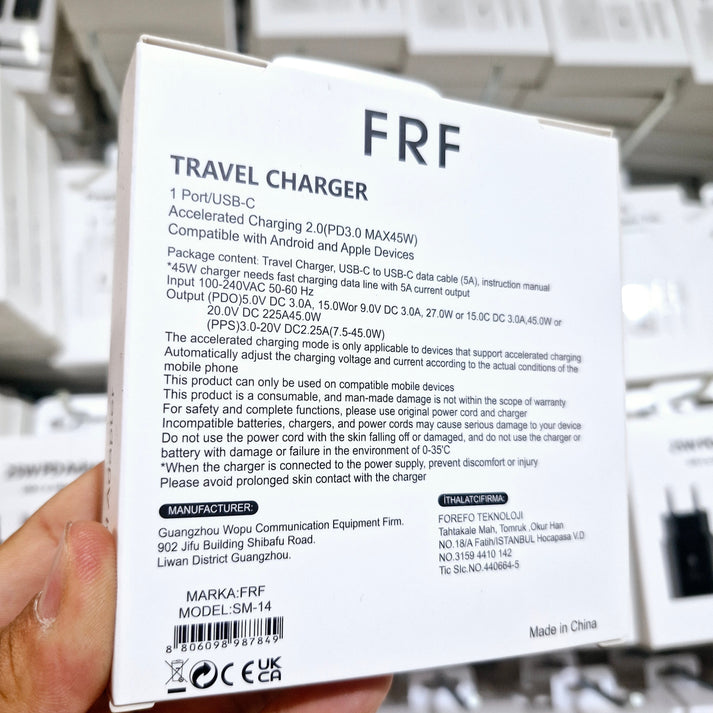 FRF
TRAVEL CHARGER
1 Port/USB-C
Accelerated Charging 2.0(PD3.0 MAX45W)
Compatible with Android and Apple Devices
Package content: Travel Charger, USB-C to USB-C data cable (5A), instruction manual
*45W charger needs fast charging data line with 5A current output
Input 100-240VAC 50-60 Hz
Output (PDO)5.0V DC 3.0A, 15.0Wor 9.0V DC 3.0A, 27.0W or 15.0C DC 3.0A,45.0W or
20.0V DC 225A45.0W
(PPS)3.0-20V DC2.25A(7.5-45.0W)
The accelerated charging mode is only applicable to devices that support accelerated charging
Automatically adjust the charging voltage and current according to the actual conditions of the
mobile phone
This product can only be used on compatible mobile devices
This product is a consumable, and man-made damage is not within the scope of warranty
For safety and complete functions, please use original power cord and charger
Incompatible batteries, chargers, and power cords may cause serious damage to your device
Do not use the power cord with the skin falling off or damaged, and do not use the charger or
battery with damage or failure in the environment of 0-35'C
*When the charger is connected to the power supply, prevent discomfort or injury
Please avoid prolonged skin contact with the charger
MANUFACTURER:
Guangzhou Wopu Communication Equipment Firm.
902 Jifu Building Shibafu Road.
Liwan District Guangzhou.
İTHALATCIFIRMA:
FOREFO TEKNOLOJI
Tahtakale Mah, Tomruk ,Okur Han
NO.18/A Fatih/ISTANBUL Hocapasa V.D
NO.3159 4410 142
Tic Slc.NO.440664-5
MARKA:FRF
MODEL:SM-14
8 806098 987849
CE UK
CA
Made in China